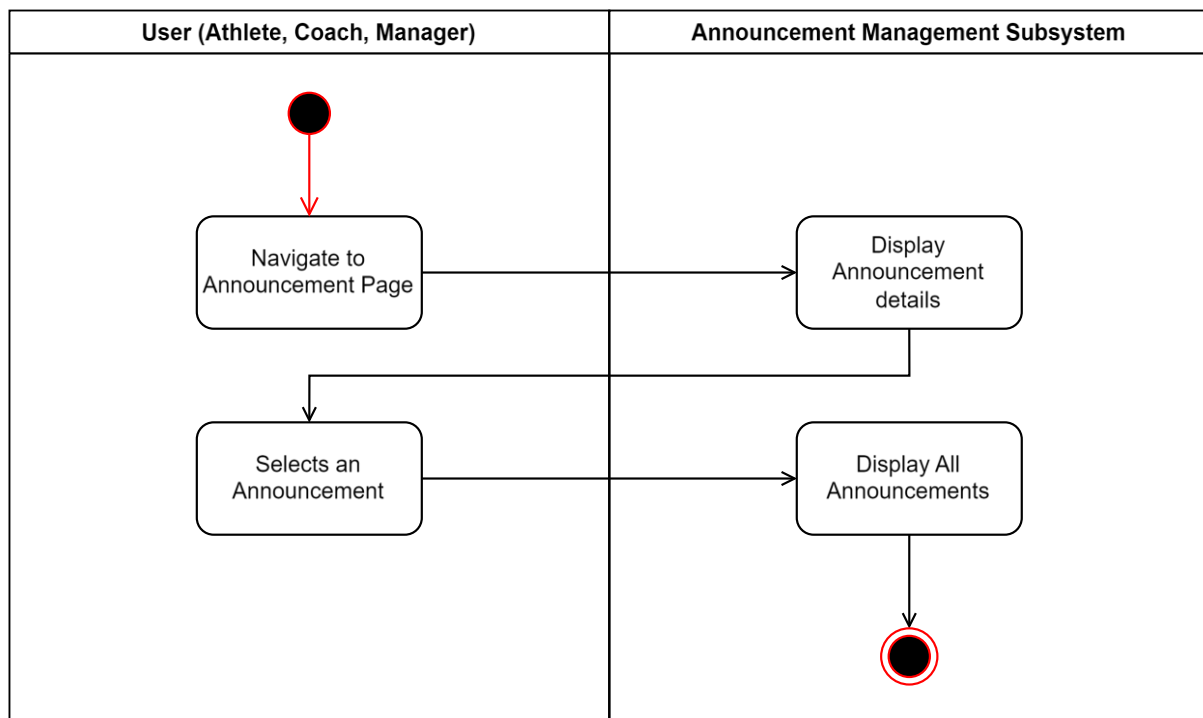 User (Athlete, Coach, Manager)
Announcement Management Subsystem
Navigate to
Announcement Page
Display
Announcement
details
Selects an
Announcement
Display All
Announcements